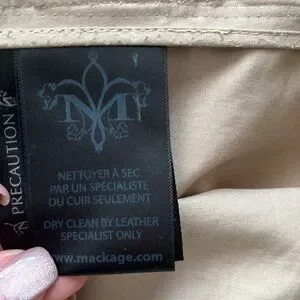 PRECAUTION
M
NETTOYER À SEC
PAR UN SPÉCIALISTE
DU CUIR SEULEMENT
DRY CLEAN BY LEATHER
SPECIALIST ONLY
www.mackage.com